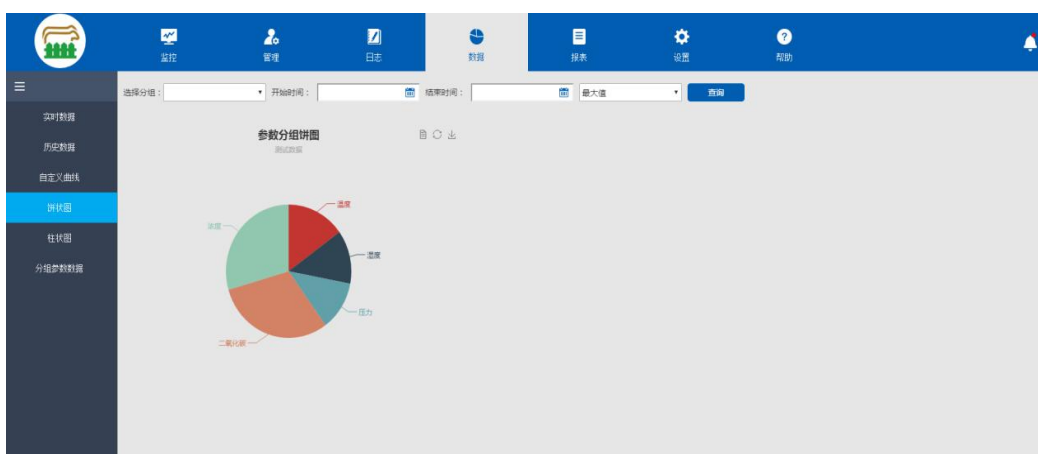 监控
管理
日志
数据
报表
设置
帮助
选择分组：
开始时间：
结束时间：
最大值
查询
实时数据
历史数据
自定义曲线
饼状图
柱状图
分组参数数据
参数分组饼图
测试数据
温度
湿度
压力
二氧化碳
浓度